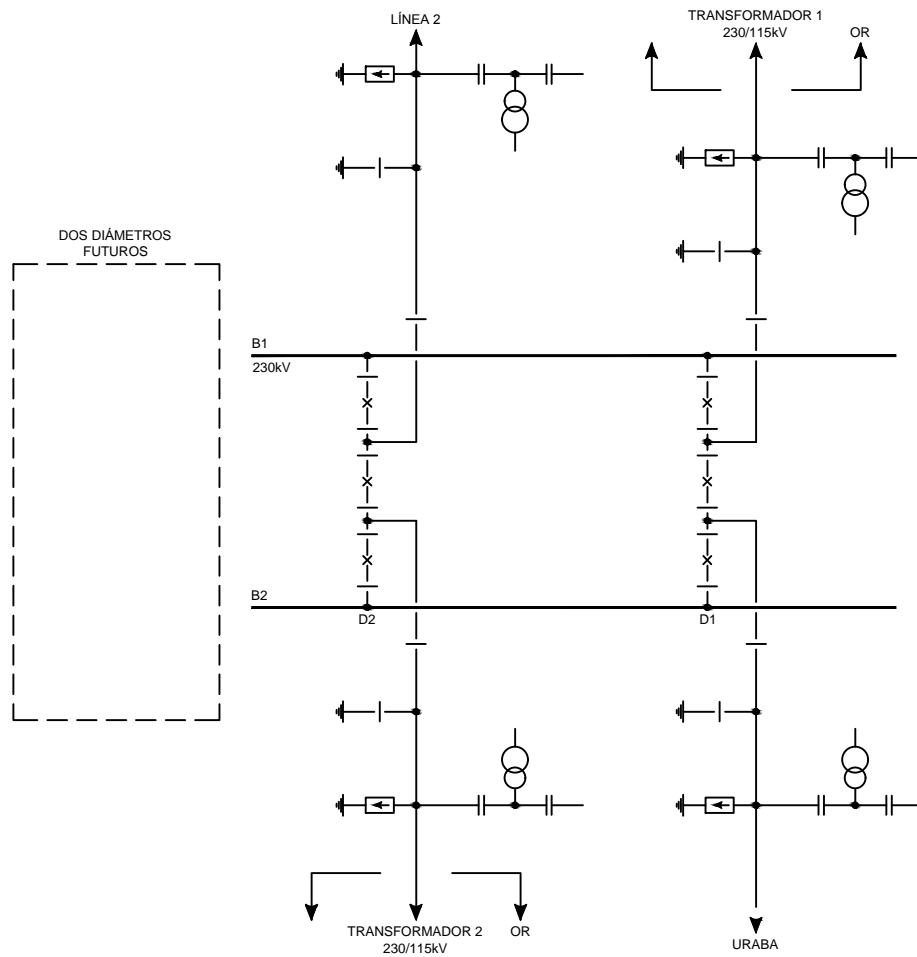 LÍNEA 2
TRANSFORMADOR 1
230/115kV
OR
DOS DIÁMETROS
FUTUROS
B1
230kV
B2
D2
D1
TRANSFORMADOR 2
230/115kV
OR
URABA